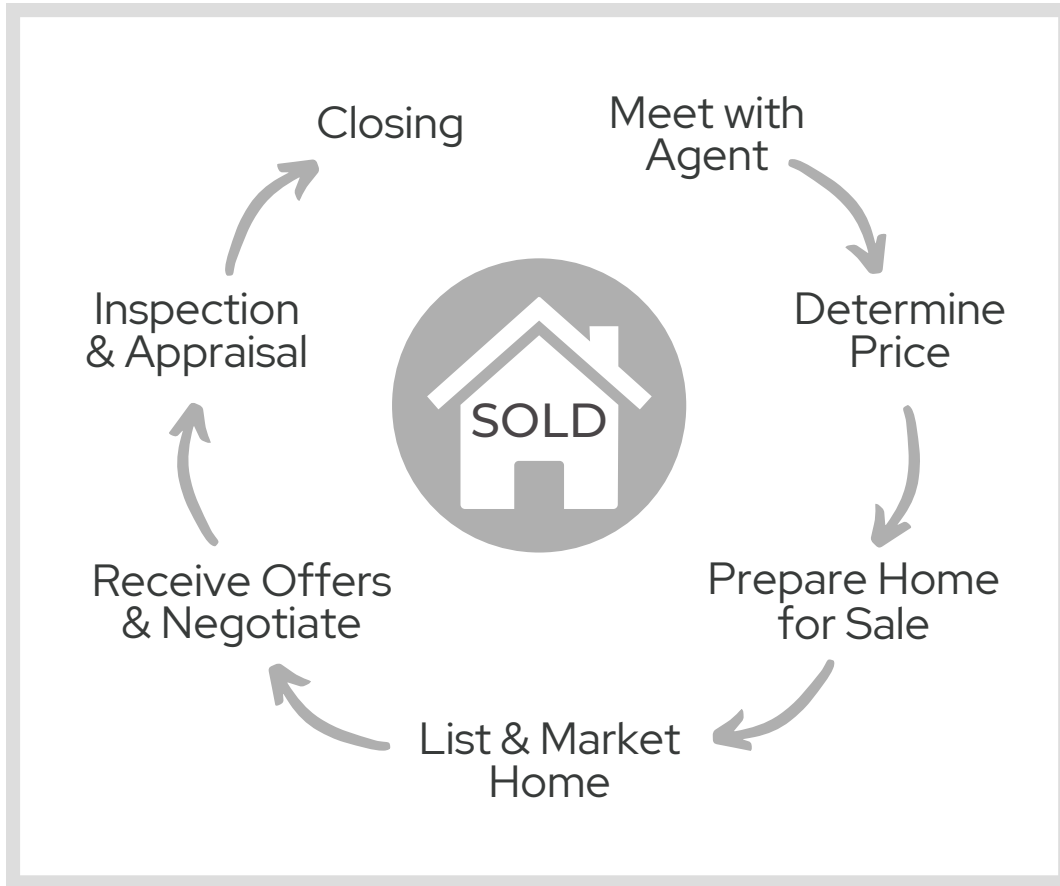 Meet with
Agent
Determine
Price
Prepare Home
for Sale
List & Market
Home
Receive Offers
& Negotiate
Inspection
& Appraisal
Closing
SOLD